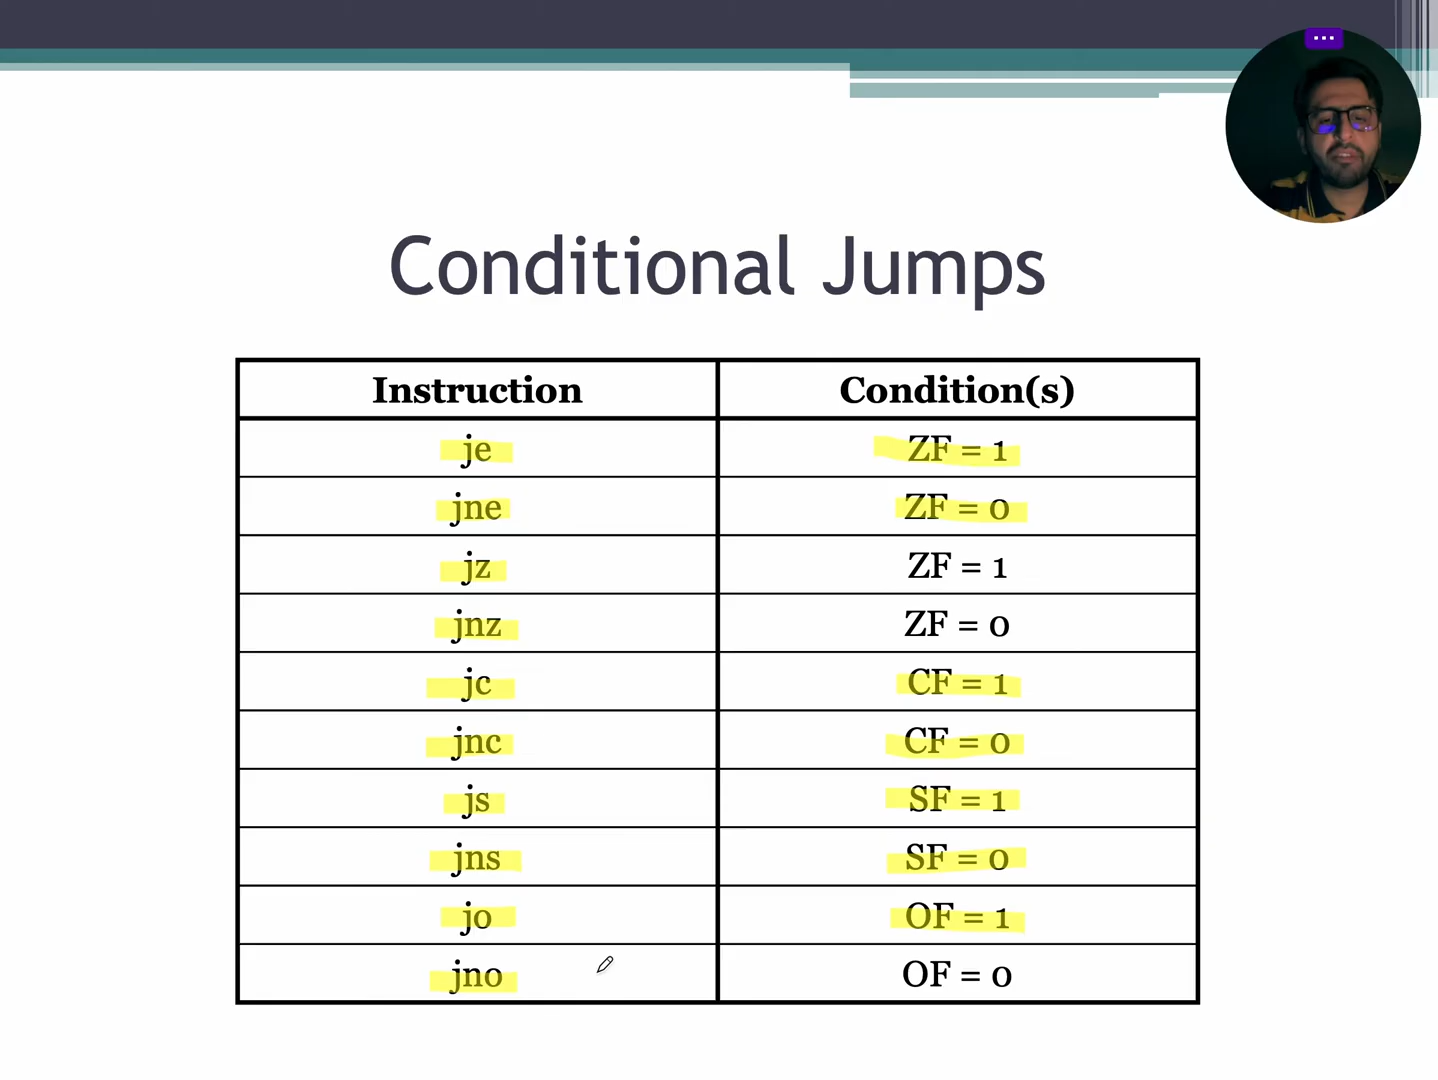 Conditional Jumps
Instruction Condition(s)
je ZF = 1
jne ZF = 0
jz ZF = 1
jnz ZF = 0
jc CF = 1
jnc CF = 0
js SF = 1
jns SF = 0
jo OF = 1
jno OF = 0